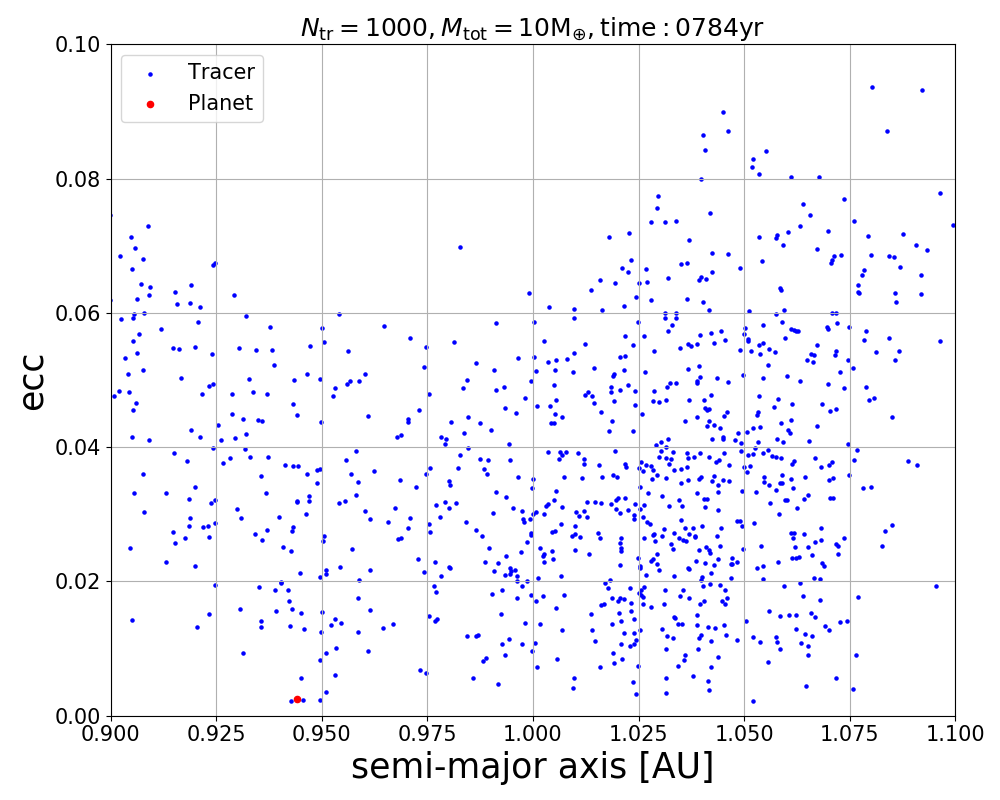 N_tr = 1000, M_tot = 10M_⊕, time : 0784yr
Tracer
Planet
ecc
0.10
0.08
0.06
0.04
0.02
0.00
0.900 0.925 0.950 0.975 1.000 1.025 1.050 1.075 1.100
semi-major axis [AU]